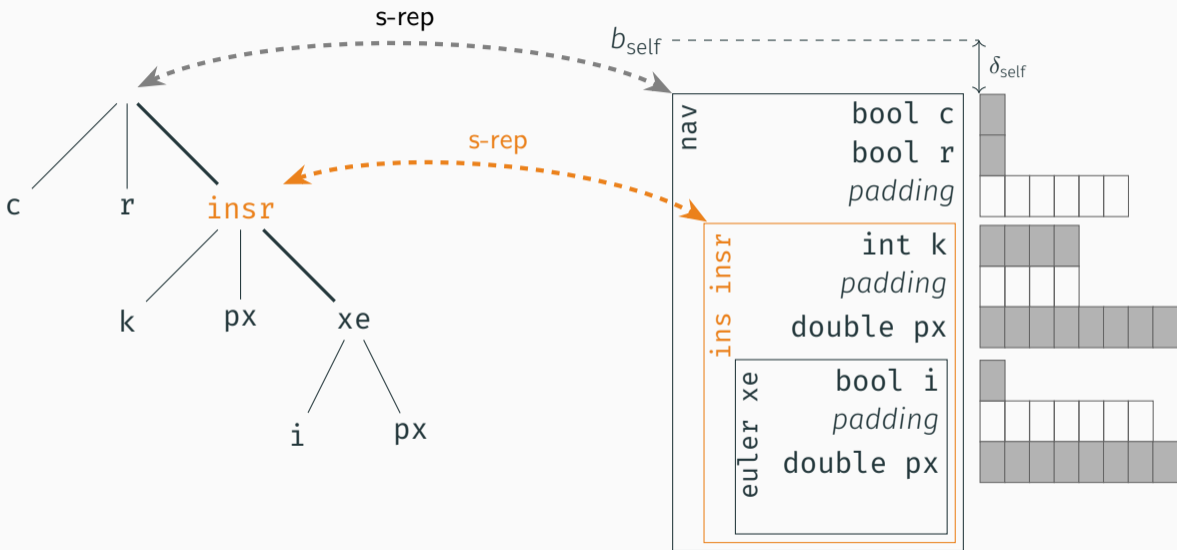 s-rep
b_self
δ_self
nav
bool c
bool r
padding
s-rep
c
r
insr
ins insr
int k
padding
double px
k
px
xe
euler xe
bool i
padding
double px
i
px